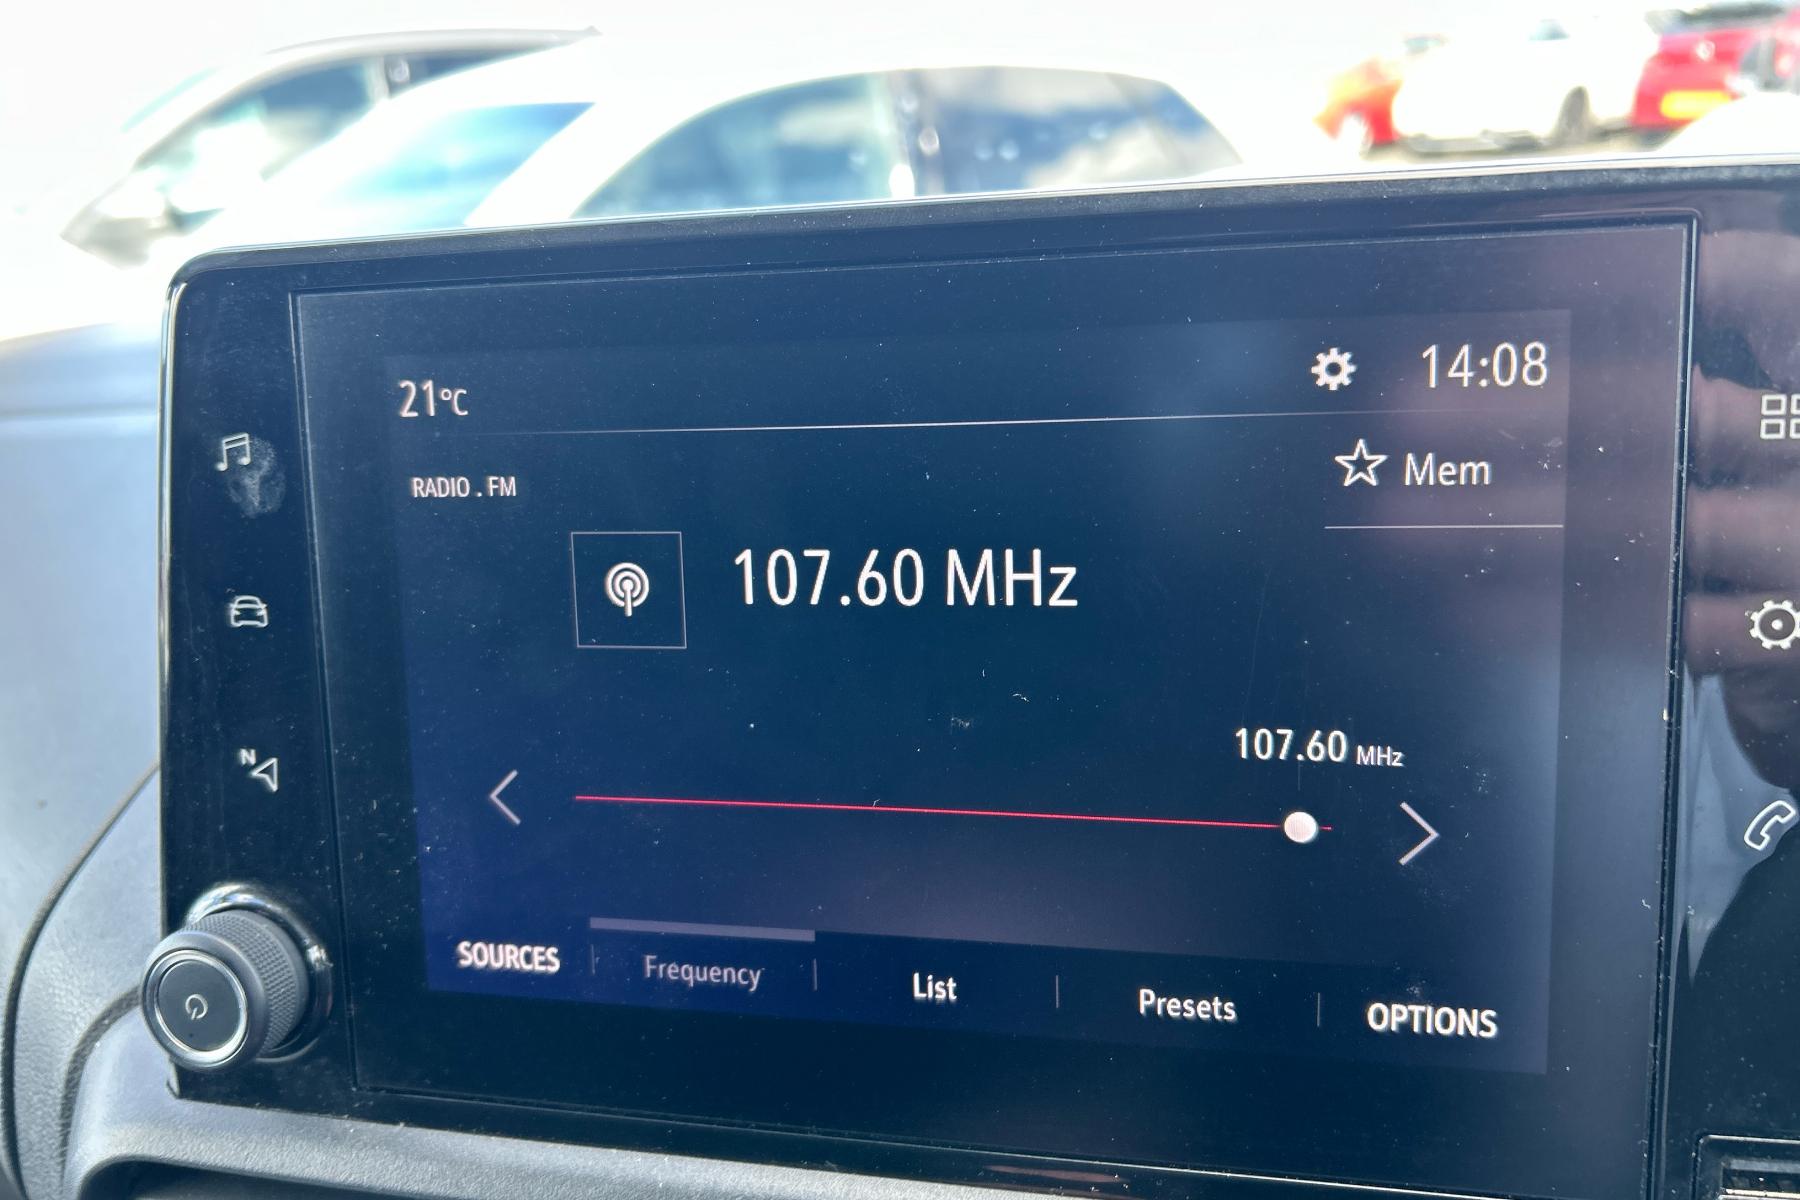 21°C
14:08
RADIO . FM
Mem
107.60 MHz
107.60 MHz
N
SOURCES
Frequency
List
Presets
OPTIONS